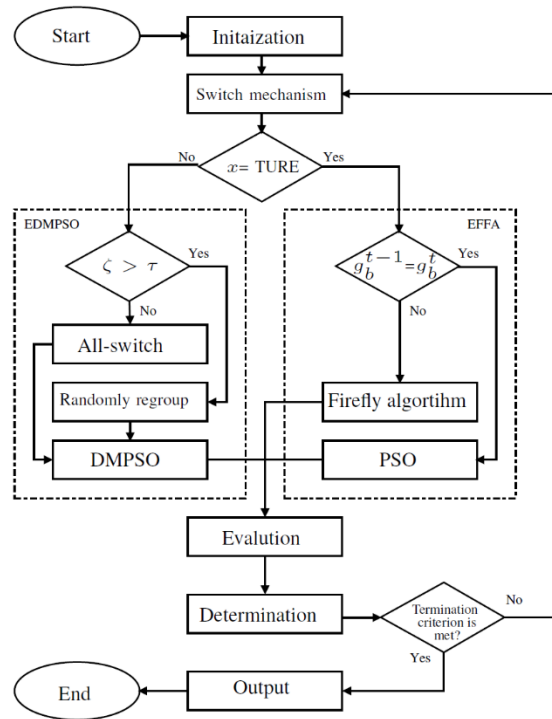 Start
Initaization
Switch mechanism
No
x= TURE
Yes
EDMPSO
EFFA
ζ > τ
Yes
g_b^{t-1}=g_b^t
Yes
No
No
All-switch
Randomly regroup
Firefly algortihm
DMPSO
PSO
Evalution
Determination
Termination
criterion is
met?
No
Yes
Output
End